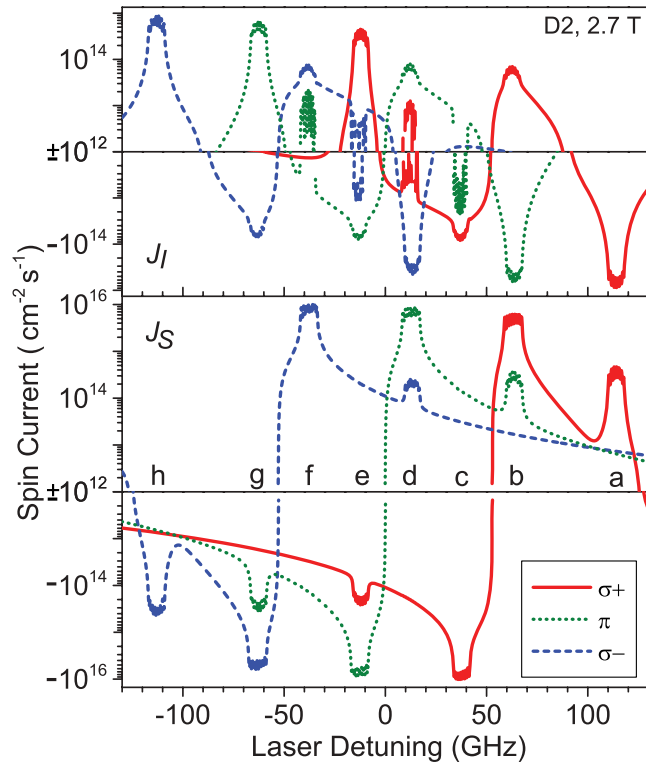 D2, 2.7 T
10^14
±10^12
-10^14
J_I
10^16
J_S
10^14
h g f e d c b a
±10^12
-10^14
-10^16
σ+
π
σ−
-100 -50 0 50 100
Laser Detuning (GHz)
Spin Current (cm^-2 s^-1)